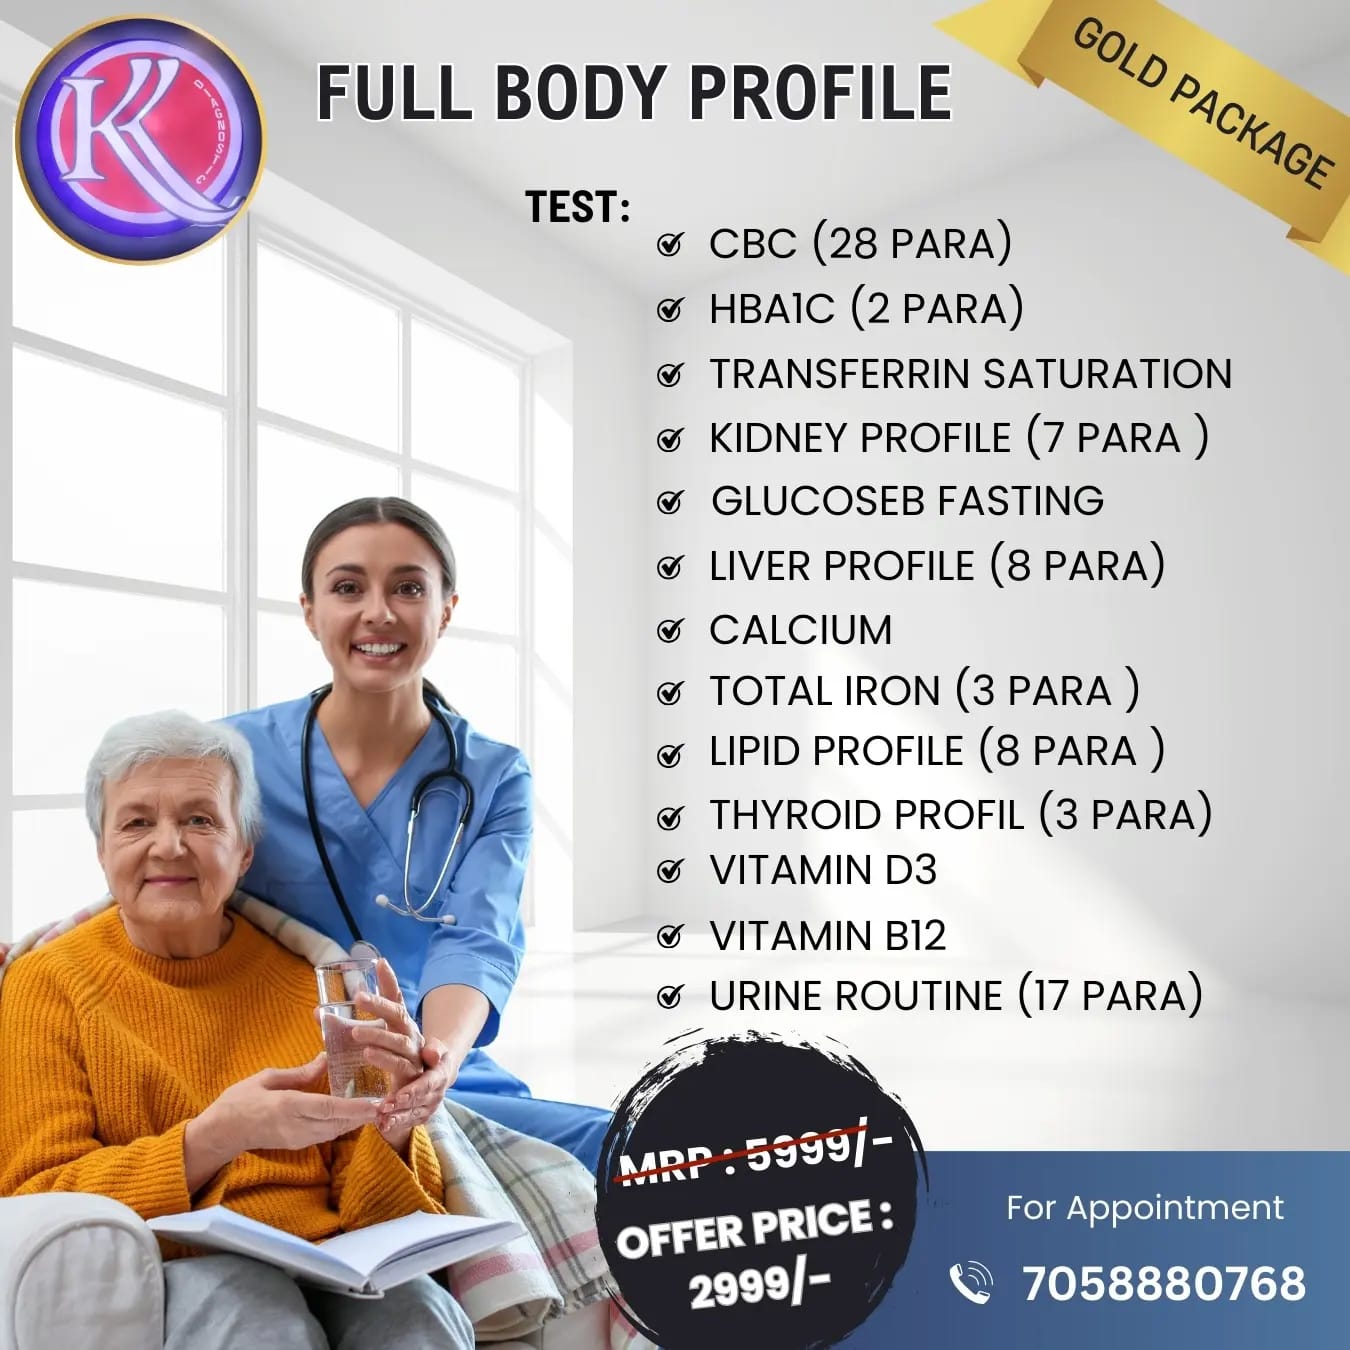 K
DIAGNOSTIC
FULL BODY PROFILE
GOLD PACKAGE
TEST:
CBC (28 PARA)
HBA1C (2 PARA)
TRANSFERRIN SATURATION
KIDNEY PROFILE (7 PARA )
GLUCOSEB FASTING
LIVER PROFILE (8 PARA)
CALCIUM
TOTAL IRON (3 PARA )
LIPID PROFILE (8 PARA )
THYROID PROFIL (3 PARA)
VITAMIN D3
VITAMIN B12
URINE ROUTINE (17 PARA)
MRP : 5999/-
OFFER PRICE :
2999/-
For Appointment
7058880768